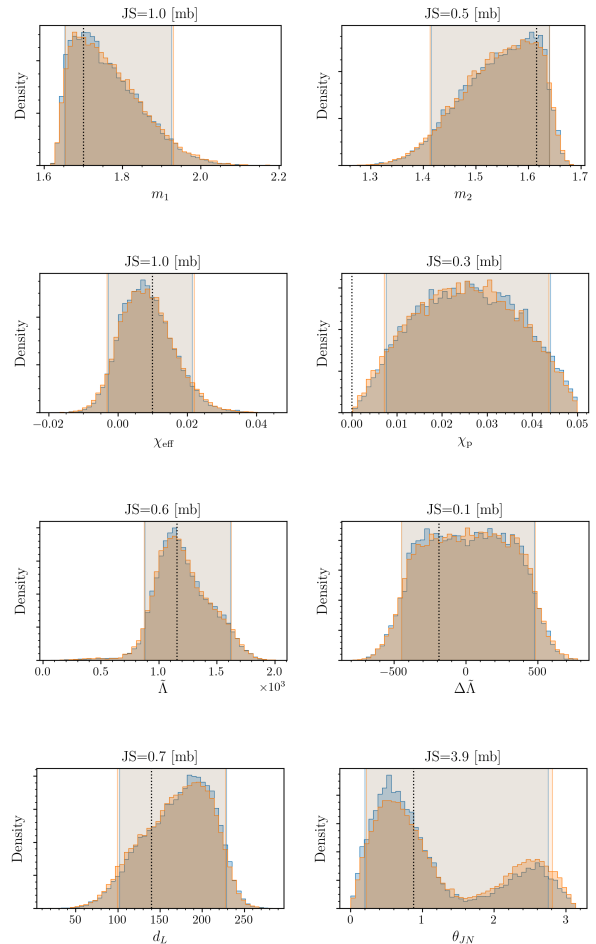 JS=1.0 [mb] JS=0.5 [mb]
Density Density
1.6 1.8 2.0 2.2 1.3 1.4 1.5 1.6 1.7
m₁ m₂
JS=1.0 [mb] JS=0.3 [mb]
Density Density
−0.02 0.00 0.02 0.04 0.00 0.01 0.02 0.03 0.04 0.05
χ_eff χ_p
JS=0.6 [mb] JS=0.1 [mb]
Density Density
0.0 0.5 1.0 1.5 2.0 −500 0 500
Λ̃ ×10³ ΔΛ̃
JS=0.7 [mb] JS=3.9 [mb]
Density Density
50 100 150 200 250 0 1 2 3
d_L θ_JN